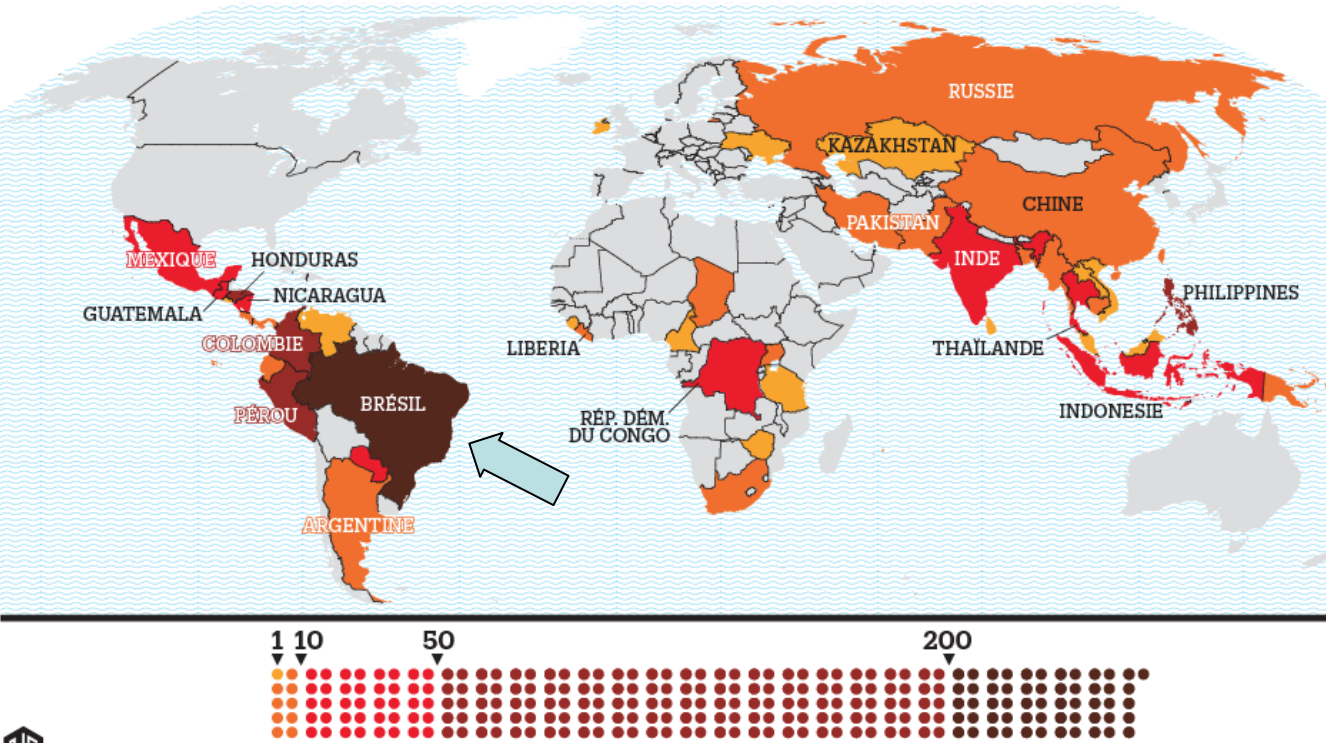 RUSSIE
KAZAKHSTAN
CHINE
PAKISTAN
INDE
MEXIQUE
HONDURAS
NICARAGUA
GUATEMALA
PHILIPPINES
COLOMBIE
LIBERIA
THAÏLANDE
BRÉSIL
PÉROU
INDONESIE
RÉP. DÉM.
DU CONGO
ARGENTINE
1 10 50 200